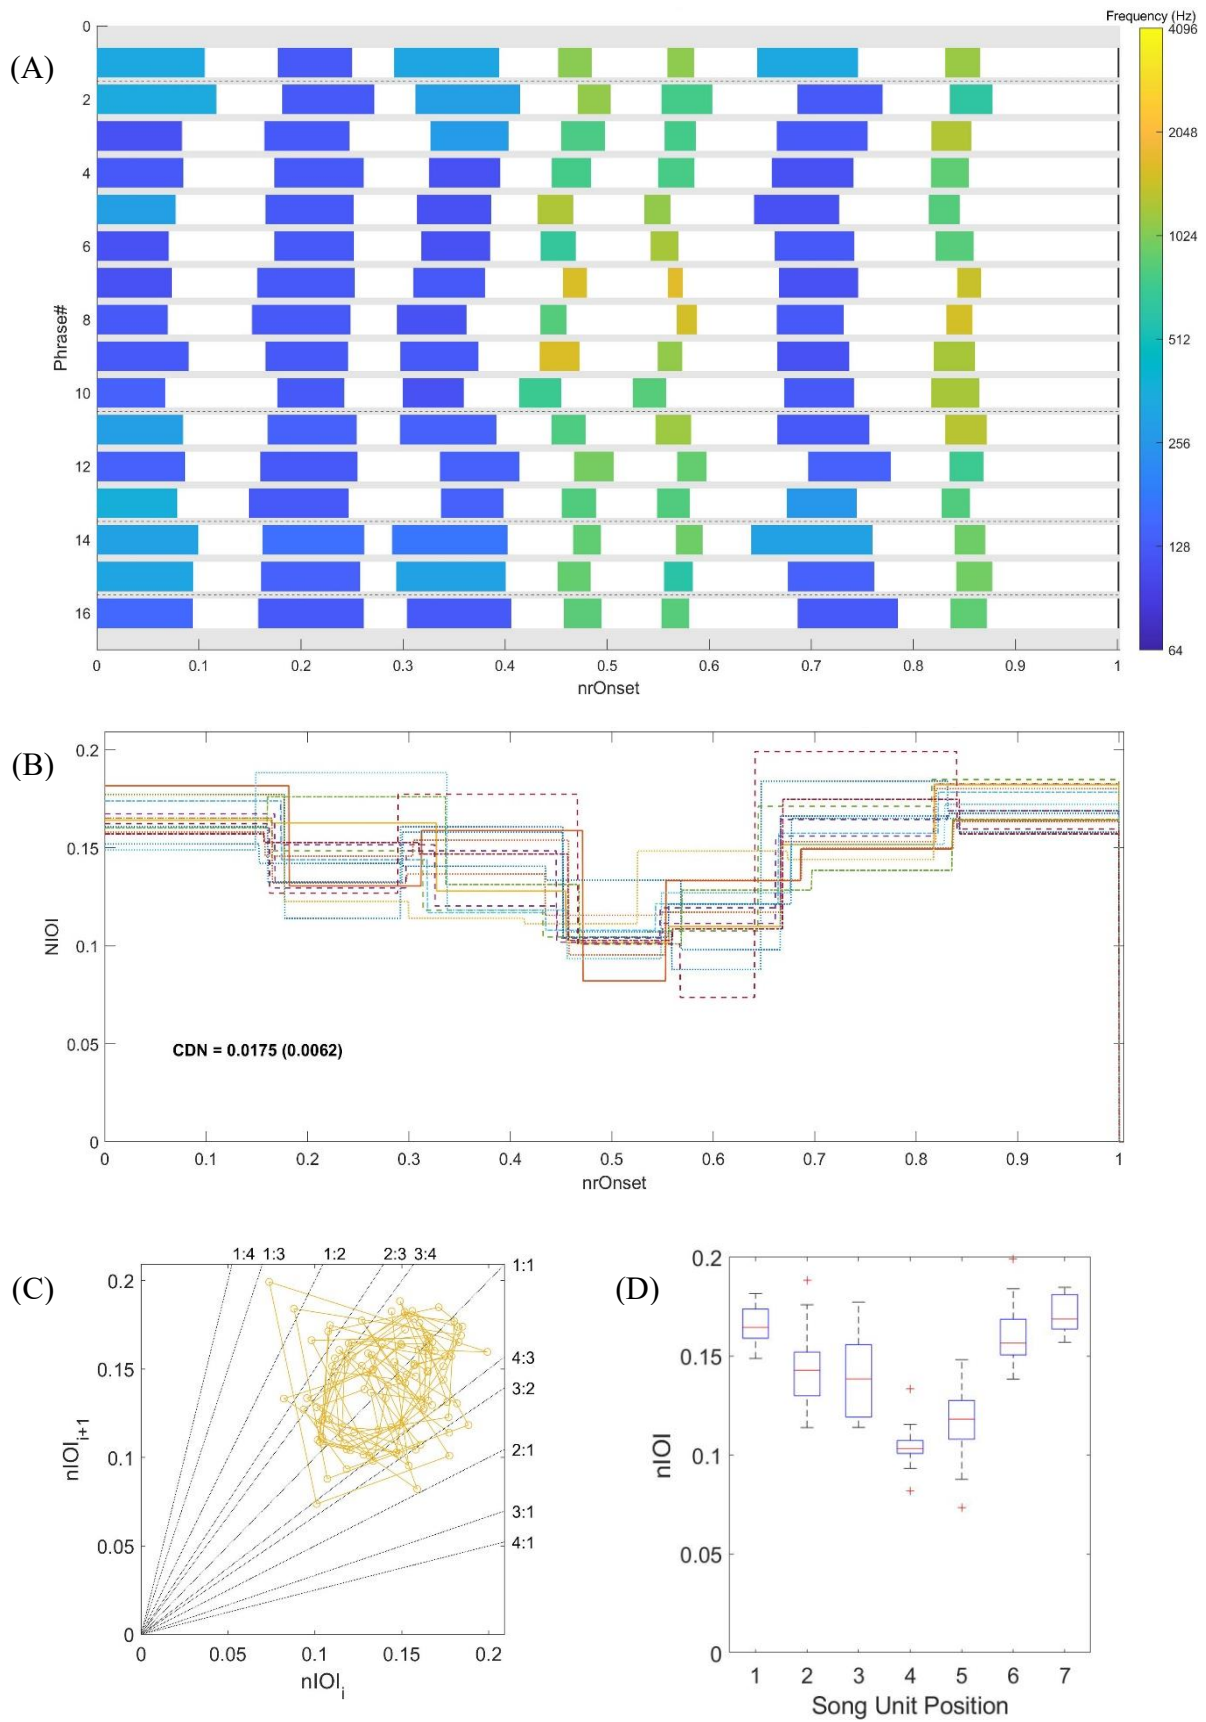 Frequency (Hz)
(A)
0
2
4
6
8
10
12
14
16
Phrase#
0 0.1 0.2 0.3 0.4 0.5 0.6 0.7 0.8 0.9 1
nrOnset
4096
2048
1024
512
256
128
64
(B)
0.2
0.15
0.1
0.05
0
NIOI
CDN = 0.0175 (0.0062)
0 0.1 0.2 0.3 0.4 0.5 0.6 0.7 0.8 0.9 1
nrOnset
(C)
1:4 1:3 1:2 2:3 3:4
1:1
4:3
3:2
2:1
3:1
4:1
0.2
0.15
0.1
0.05
0
nIOIi+1
0 0.05 0.1 0.15 0.2
nIOIi
(D)
0.2
0.15
0.1
0.05
0
nIOI
1 2 3 4 5 6 7
Song Unit Position